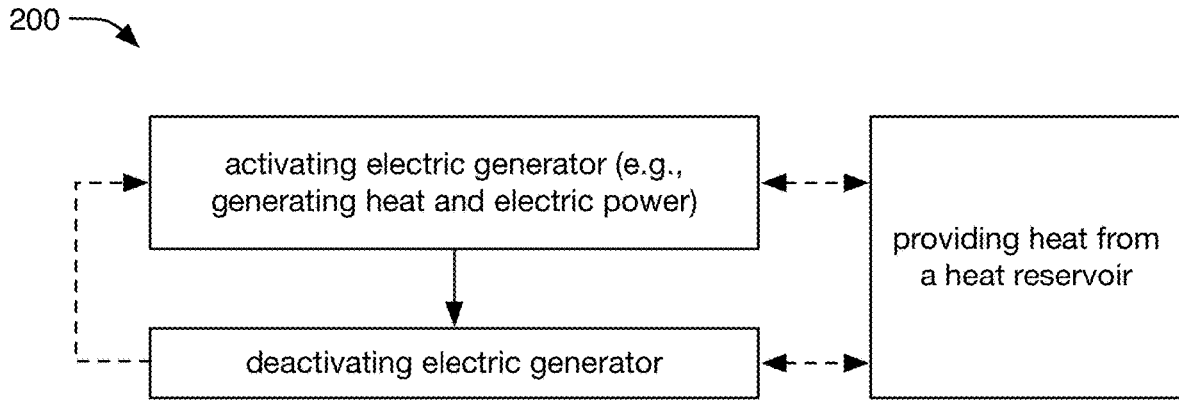 200
activating electric generator (e.g.,
generating heat and electric power)
providing heat from
a heat reservoir
deactivating electric generator